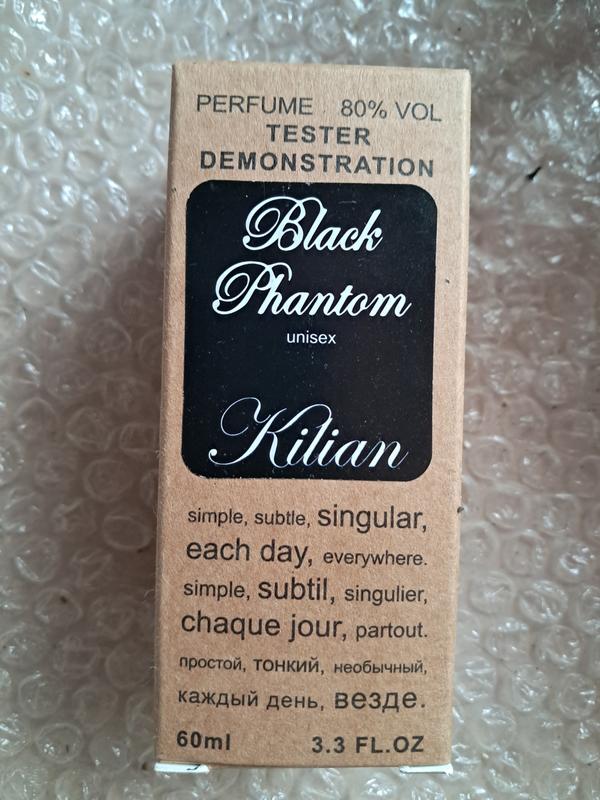 PERFUME 80% VOL
TESTER
DEMONSTRATION
Black
Phantom
unisex
Kilian
simple, subtle, singular,
each day, everywhere.
simple, subtil, singulier,
chaque jour, partout.
простой, тонкий, необычный,
каждый день, везде.
60ml 3.3 FL.OZ